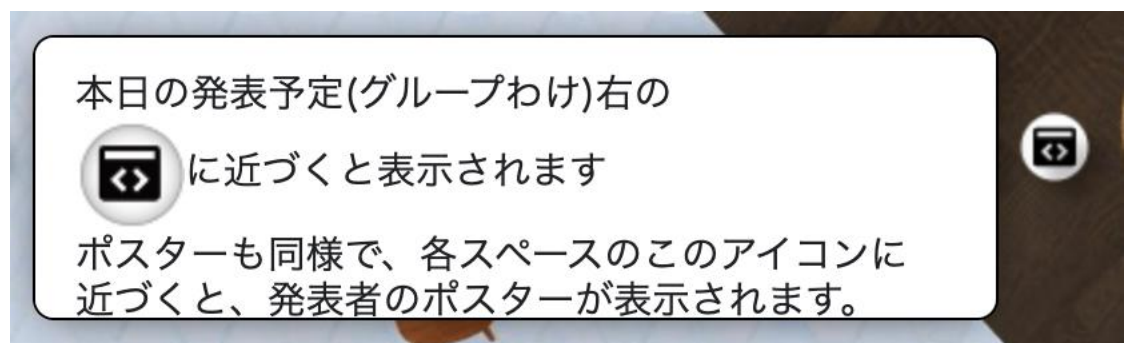 本日の発表予定(グループわけ)右の
に近づくと表示されます
ポスターも同様で、各スペースのこのアイコンに
近づくと、発表者のポスターが表示されます。